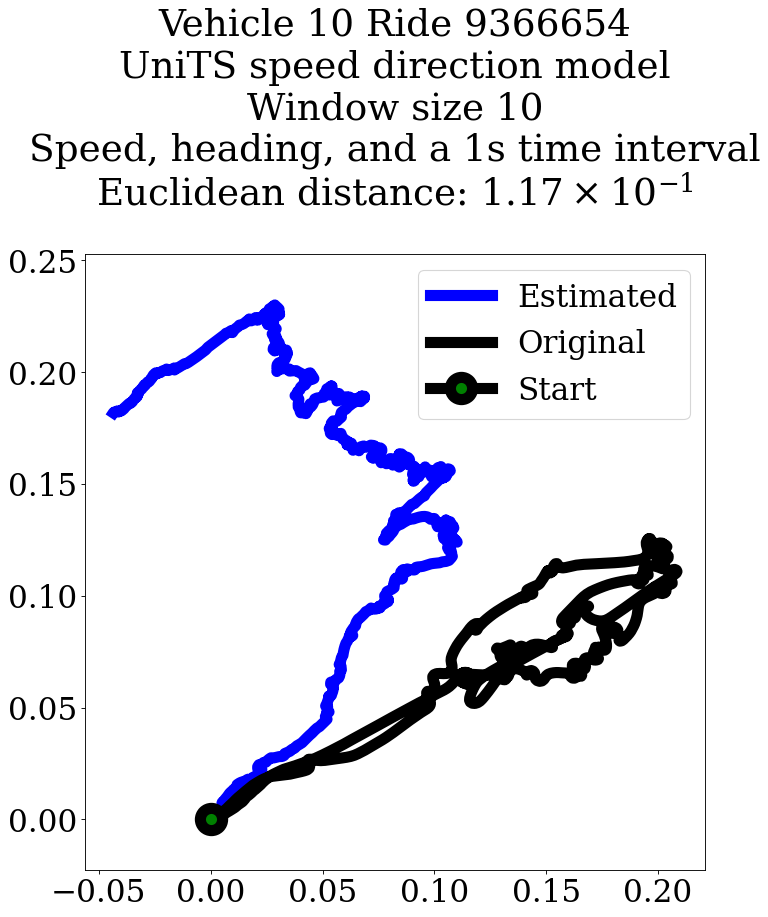 Vehicle 10 Ride 9366654
UniTS speed direction model
Window size 10
Speed, heading, and a 1s time interval
Euclidean distance: 1.17 × 10⁻¹
0.25
0.20
0.15
0.10
0.05
0.00
Estimated
Original
Start
−0.05 0.00 0.05 0.10 0.15 0.20